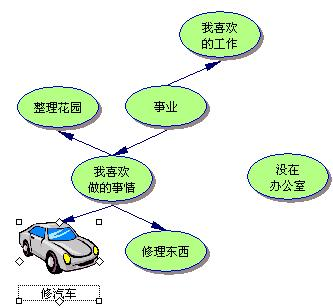 我喜欢
的工作
整理花园
事业
我喜欢
做的事情
没在
办公室
修理东西
修汽车